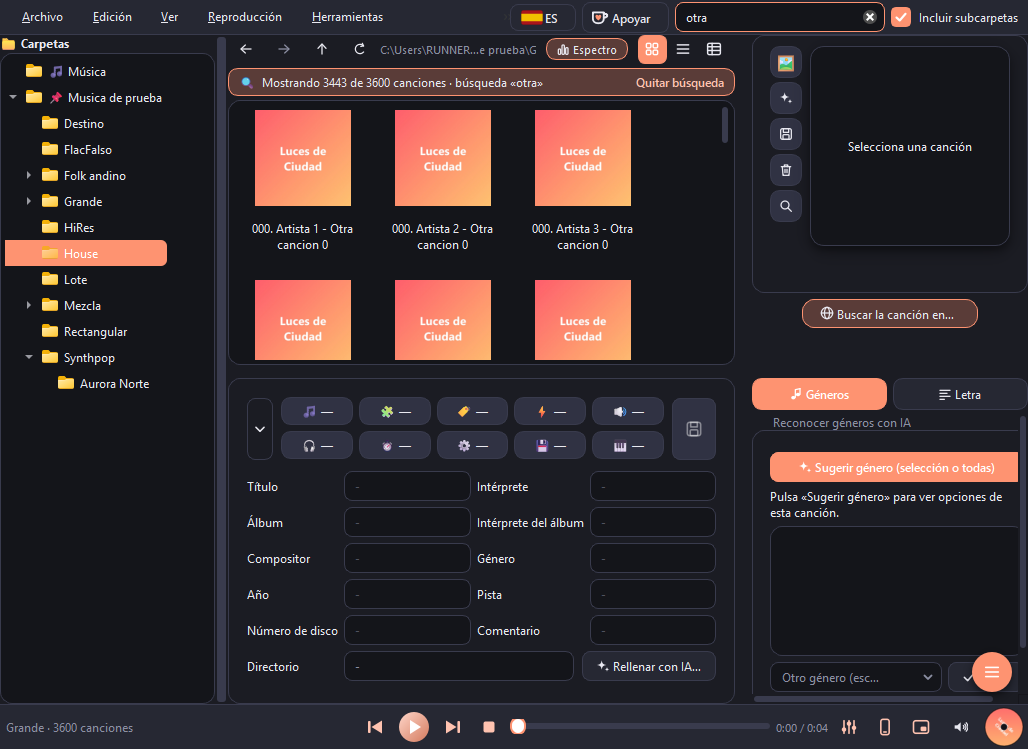 Archivo
Edición
Ver
Reproducción
Herramientas
ES
Apoyar
otra
Incluir subcarpetas
Carpetas
Música
Musica de prueba
Destino
FlacFalso
Folk andino
Grande
HiRes
House
Lote
Mezcla
Rectangular
Synthpop
Aurora Norte
C:\Users\RUNNER...e prueba\G
Espectro
Mostrando 3443 de 3600 canciones · búsqueda «otra»
Quitar búsqueda
Luces de
Ciudad
Luces de
Ciudad
Luces de
Ciudad
000. Artista 1 - Otra
cancion 0
000. Artista 2 - Otra
cancion 0
000. Artista 3 - Otra
cancion 0
Luces de
Ciudad
Luces de
Ciudad
Luces de
Ciudad
—
—
—
—
—
—
—
—
—
—
Título
-
Intérprete
-
Álbum
-
Intérprete del álbum
-
Compositor
-
Género
-
Año
-
Pista
-
Número de disco
-
Comentario
-
Directorio
-
Rellenar con IA...
Selecciona una canción
Buscar la canción en...
Géneros
Letra
Reconocer géneros con IA
Sugerir género (selección o todas)
Pulsa «Sugerir género» para ver opciones de
esta canción.
Otro género (esc...
Grande · 3600 canciones
0:00 / 0:04